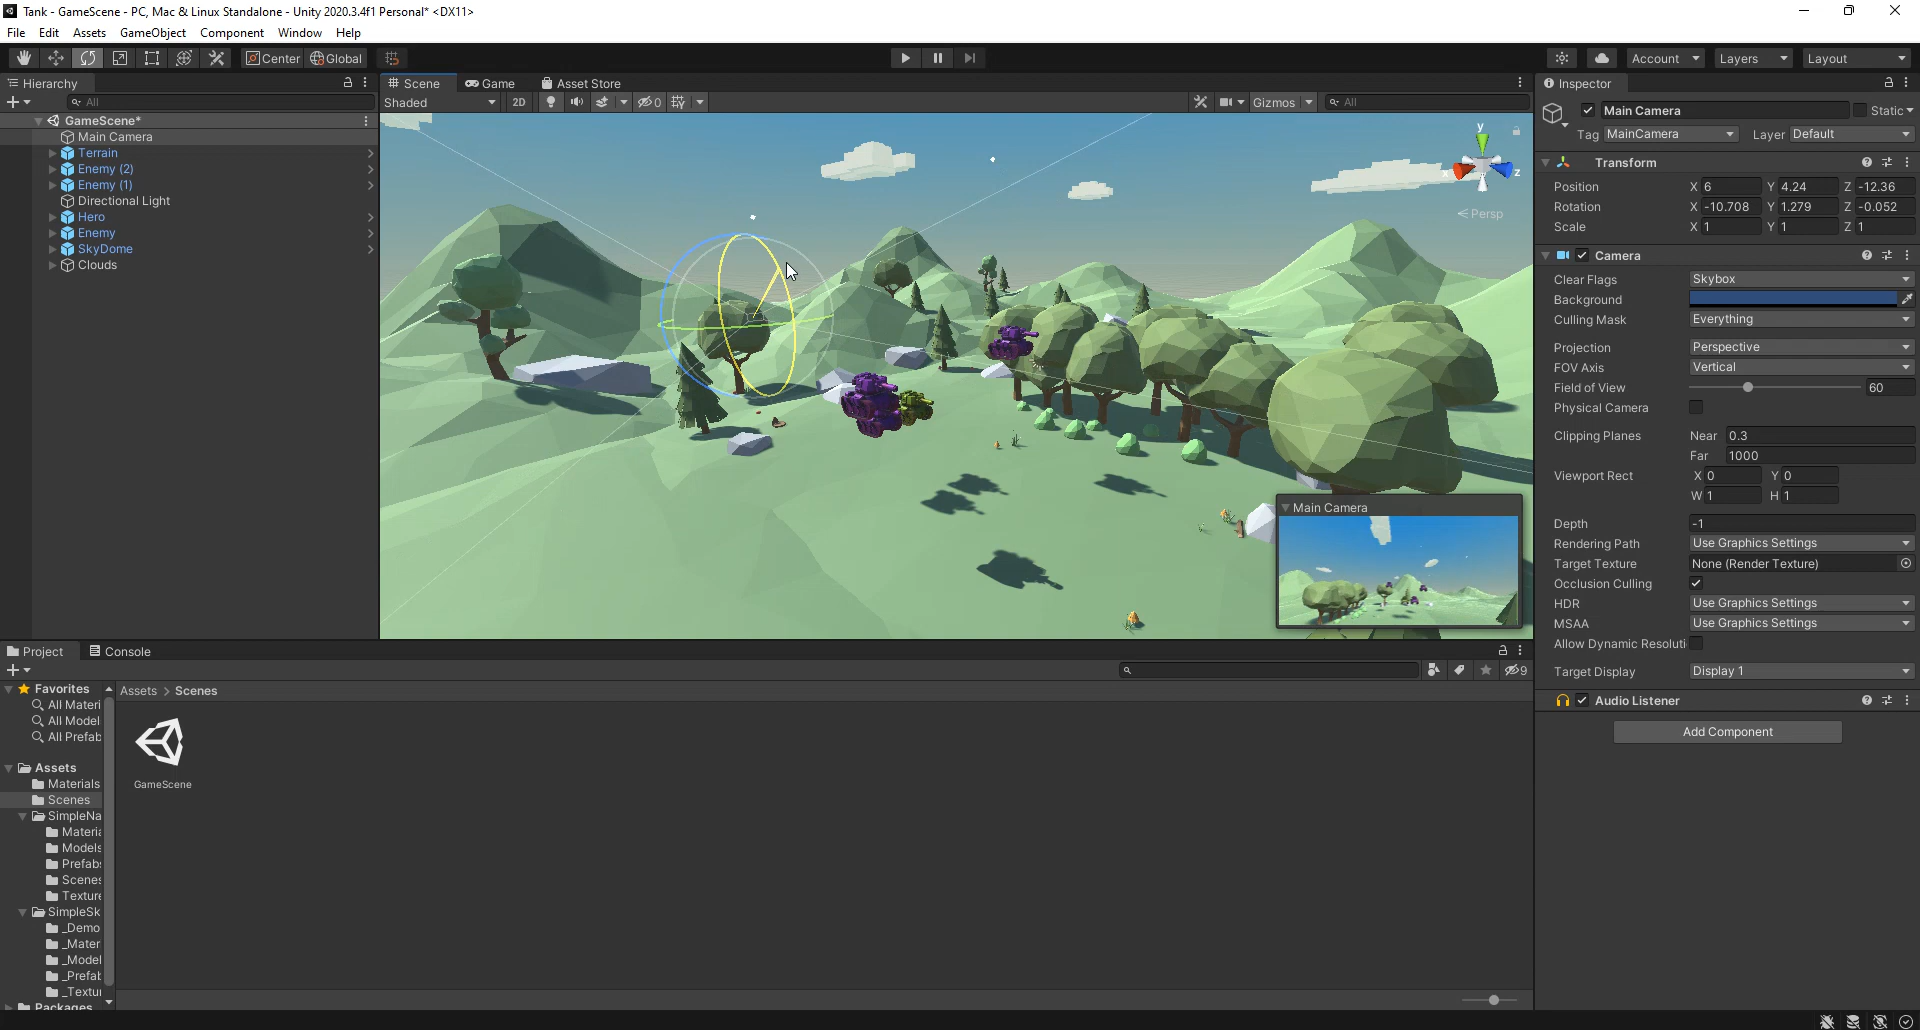 Tank - GameScene - PC, Mac & Linux Standalone - Unity 2020.3.4f1 Personal* <DX11>
File Edit Assets GameObject Component Window Help
Center Global Account Layers Layout
Hierarchy
All
GameScene*
Main Camera
Terrain
Enemy (2)
Enemy (1)
Directional Light
Hero
Enemy
SkyDome
Clouds
Scene Game Asset Store
Shaded 2D 0 Gizmos All
y
x z
Persp
Main Camera
Inspector
Main Camera Static
Tag MainCamera Layer Default
Transform
Position X 6 Y 4.24 Z -12.36
Rotation X -10.708 Y 1.279 Z -0.052
Scale X 1 Y 1 Z 1
Camera
Clear Flags Skybox
Background
Culling Mask Everything
Projection Perspective
FOV Axis Vertical
Field of View 60
Physical Camera
Clipping Planes Near 0.3
Far 1000
Viewport Rect X 0 Y 0
W 1 H 1
Depth -1
Rendering Path Use Graphics Settings
Target Texture None (Render Texture)
Occlusion Culling
HDR Use Graphics Settings
MSAA Use Graphics Settings
Allow Dynamic Resoluti
Target Display Display 1
Audio Listener
Add Component
Project Console
9
Favorites
All Materi
All Model
All Prefab
Assets
Materials
Scenes
SimpleNa
Materia
Models
Prefabs
Scenes
Texture
SimpleSk
_Demo
_Mater
_Model
_Prefab
_Textur
Packages
Assets > Scenes
GameScene